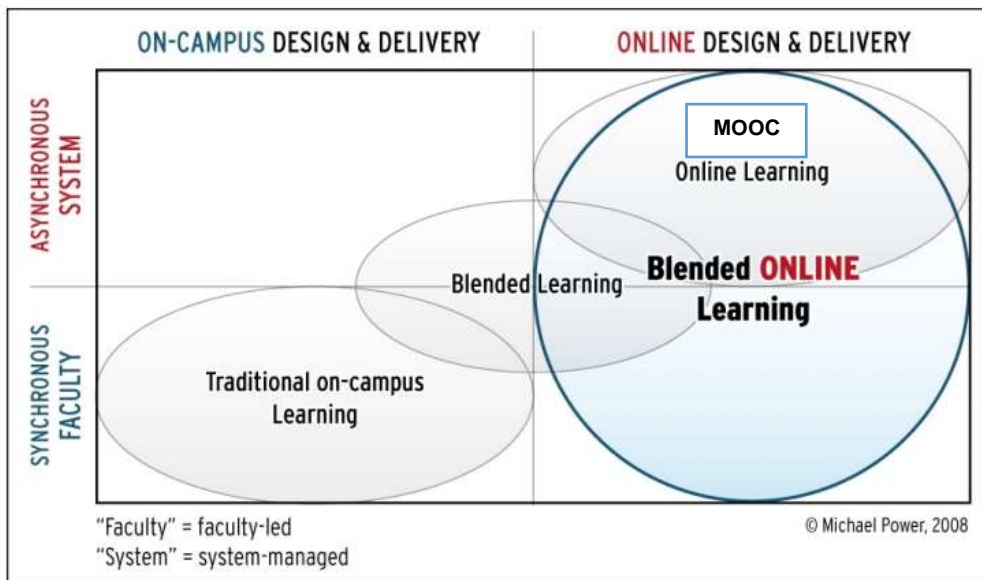 ON-CAMPUS DESIGN & DELIVERY
ONLINE DESIGN & DELIVERY
ASYNCHRONOUS
SYSTEM
MOOC
Online Learning
Blended Learning
Blended ONLINE
Learning
SYNCHRONOUS
FACULTY
Traditional on-campus
Learning
"Faculty" = faculty-led
"System" = system-managed
© Michael Power, 2008